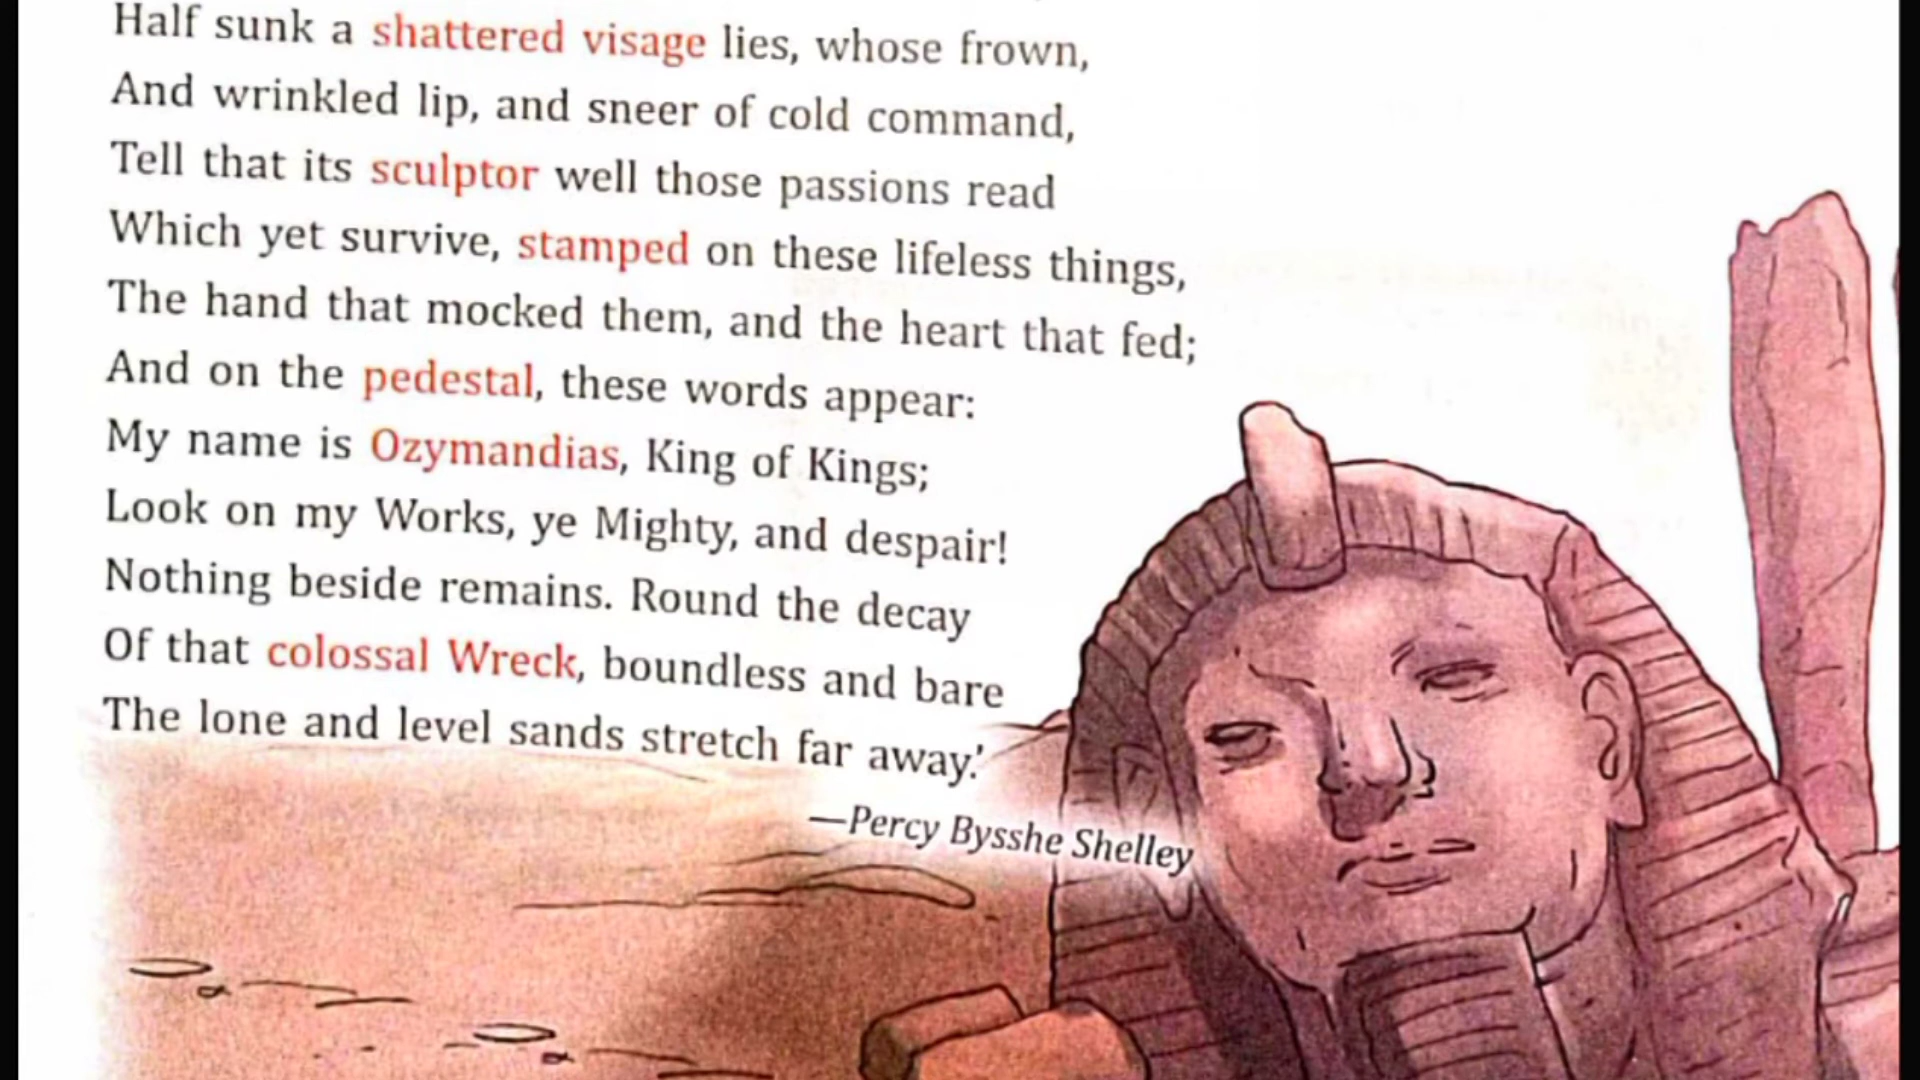 Half sunk a shattered visage lies, whose frown,
And wrinkled lip, and sneer of cold command,
Tell that its sculptor well those passions read
Which yet survive, stamped on these lifeless things,
The hand that mocked them, and the heart that fed;
And on the pedestal, these words appear:
My name is Ozymandias, King of Kings;
Look on my Works, ye Mighty, and despair!
Nothing beside remains. Round the decay
Of that colossal Wreck, boundless and bare
The lone and level sands stretch far away.’
—Percy Bysshe Shelley